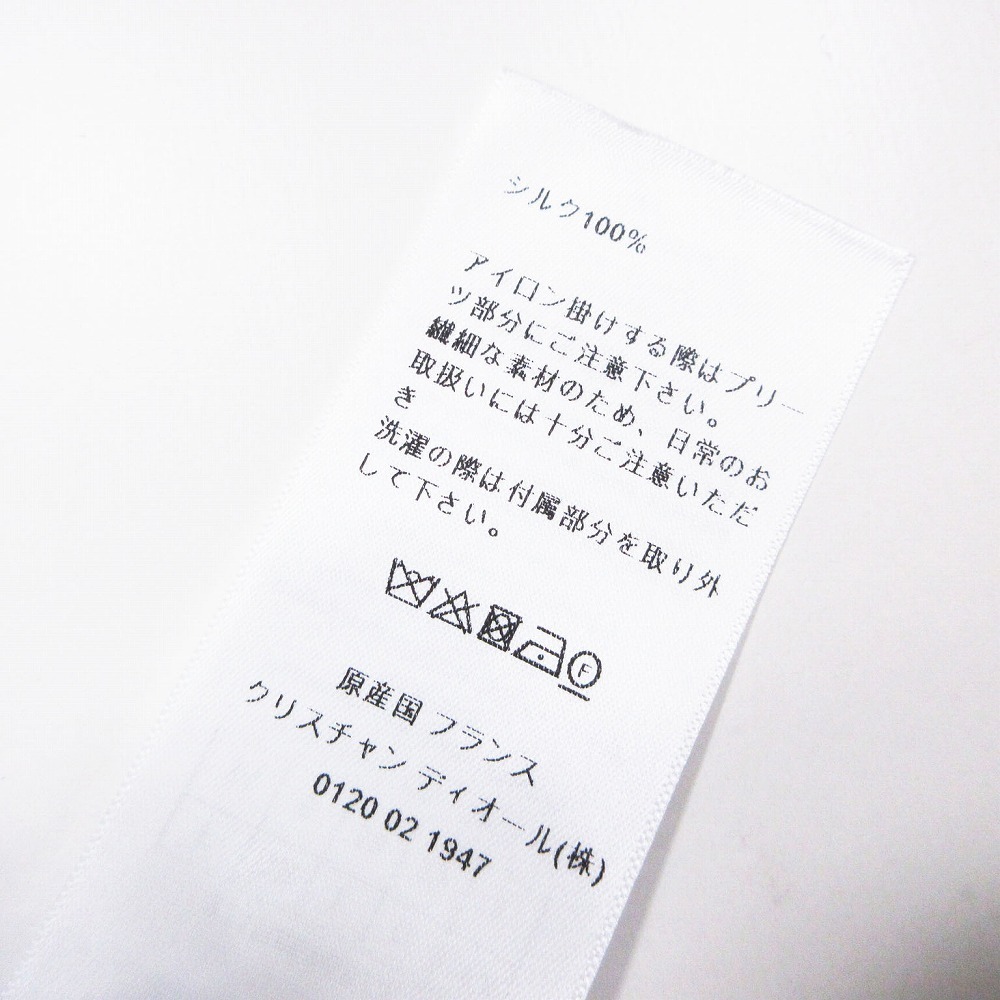 シルク100%
アイロン掛けする際はプリー
ツ部分にご注意下さい。
繊細な素材のため、日常のお
取扱いには十分ご注意いただ
き
洗濯の際は付属部分を取り外
して下さい。
F
原産国 フランス
クリスチャン ディオール(株)
0120 02 1947